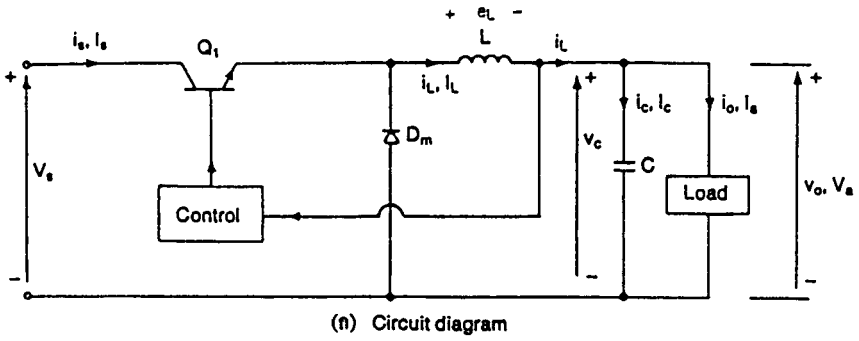 + e_L −
i_s, I_s
Q_1
L
i_L
+
i_L, I_L
+
i_c, I_c
i_o, I_a
+
D_m
V_s
v_c
C
Load
v_o, V_a
Control
−
−
−
(a) Circuit diagram